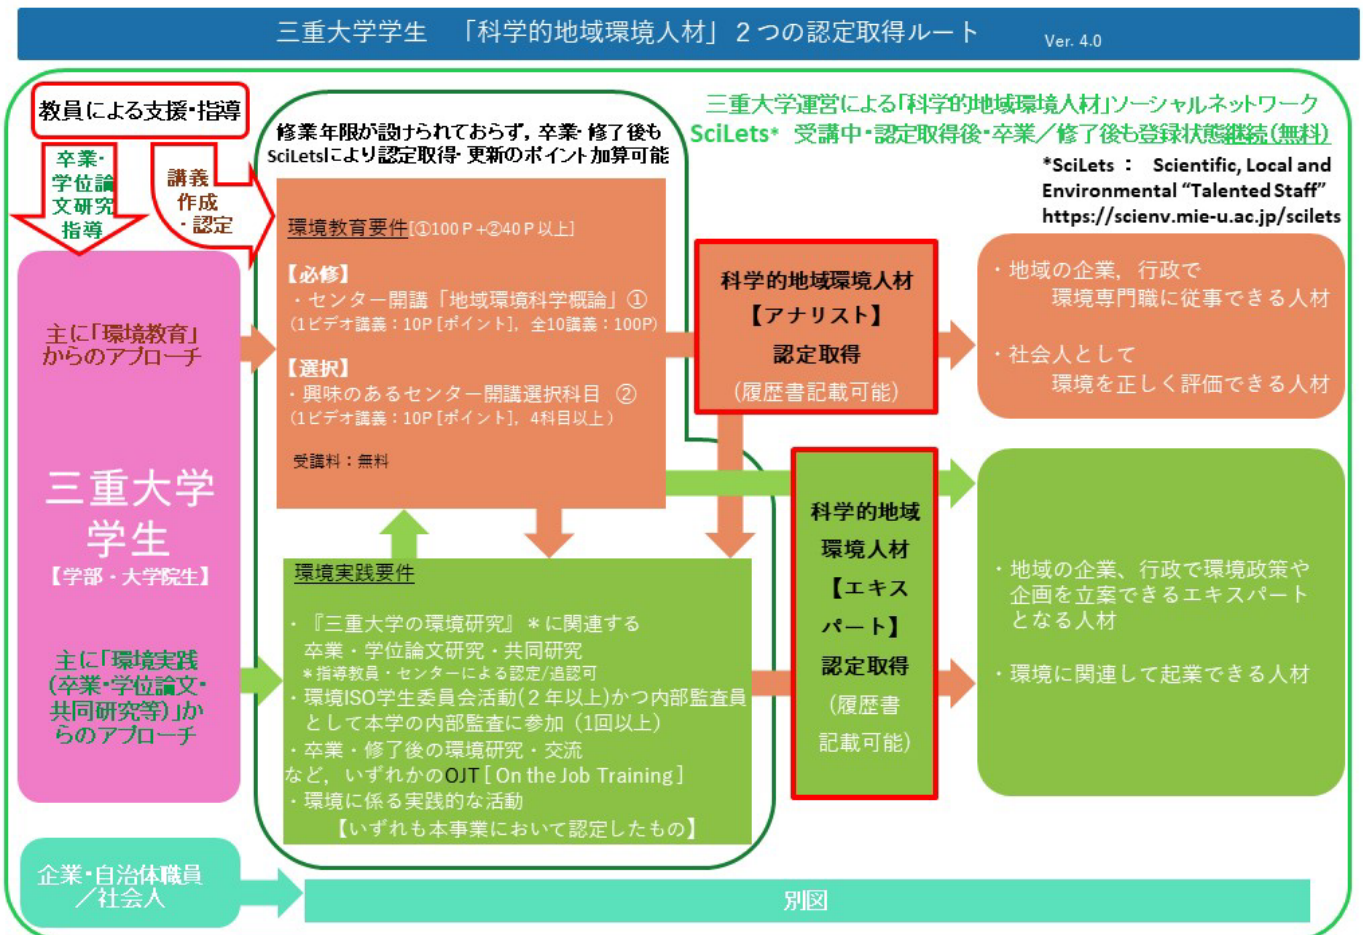 三重大学学生 「科学的地域環境人材」２つの認定取得ルート Ver. 4.0
教員による支援・指導
卒業・
学位論
文研究
指導
講義
作成
・認定
修業年限が設けられておらず，卒業・修了後も
SciLetsにより認定取得・更新のポイント加算可能
三重大学運営による「科学的地域環境人材」ソーシャルネットワーク
SciLets* 受講中・認定取得後・卒業／修了後も登録状態継続(無料)
*SciLets ： Scientific, Local and
Environmental “Talented Staff”
https://scienv.mie-u.ac.jp/scilets
主に「環境教育」
からのアプローチ
三重大学
学生
【学部・大学院生】
主に「環境実践
(卒業・学位論文・
共同研究等)」か
らのアプローチ
環境教育要件[①100Ｐ+②40Ｐ以上]
【必修】
・センター開講「地域環境科学概論」①
(1ビデオ講義：10P [ポイント]，全10講義：100P)
【選択】
・興味のあるセンター開講選択科目 ②
(1ビデオ講義：10P [ポイント]，4科目以上）
受講料：無料
環境実践要件
・『三重大学の環境研究』＊に関連する
卒業・学位論文研究・共同研究
＊指導教員・センターによる認定/追認可
・環境ISO学生委員会活動(２年以上)かつ内部監査員
として本学の内部監査に参加（1回以上）
・卒業・修了後の環境研究・交流
など，いずれかのOJT [ On the Job Training ]
・環境に係る実践的な活動
【いずれも本事業において認定したもの】
科学的地域環境人材
【アナリスト】
認定取得
(履歴書記載可能)
科学的地域
環境人材
【エキス
パート】
認定取得
(履歴書
記載可能)
・地域の企業，行政で
環境専門職に従事できる人材
・社会人として
環境を正しく評価できる人材
・地域の企業、行政で環境政策や
企画を立案できるエキスパート
となる人材
・環境に関連して起業できる人材
企業・自治体職員
／社会人
別図